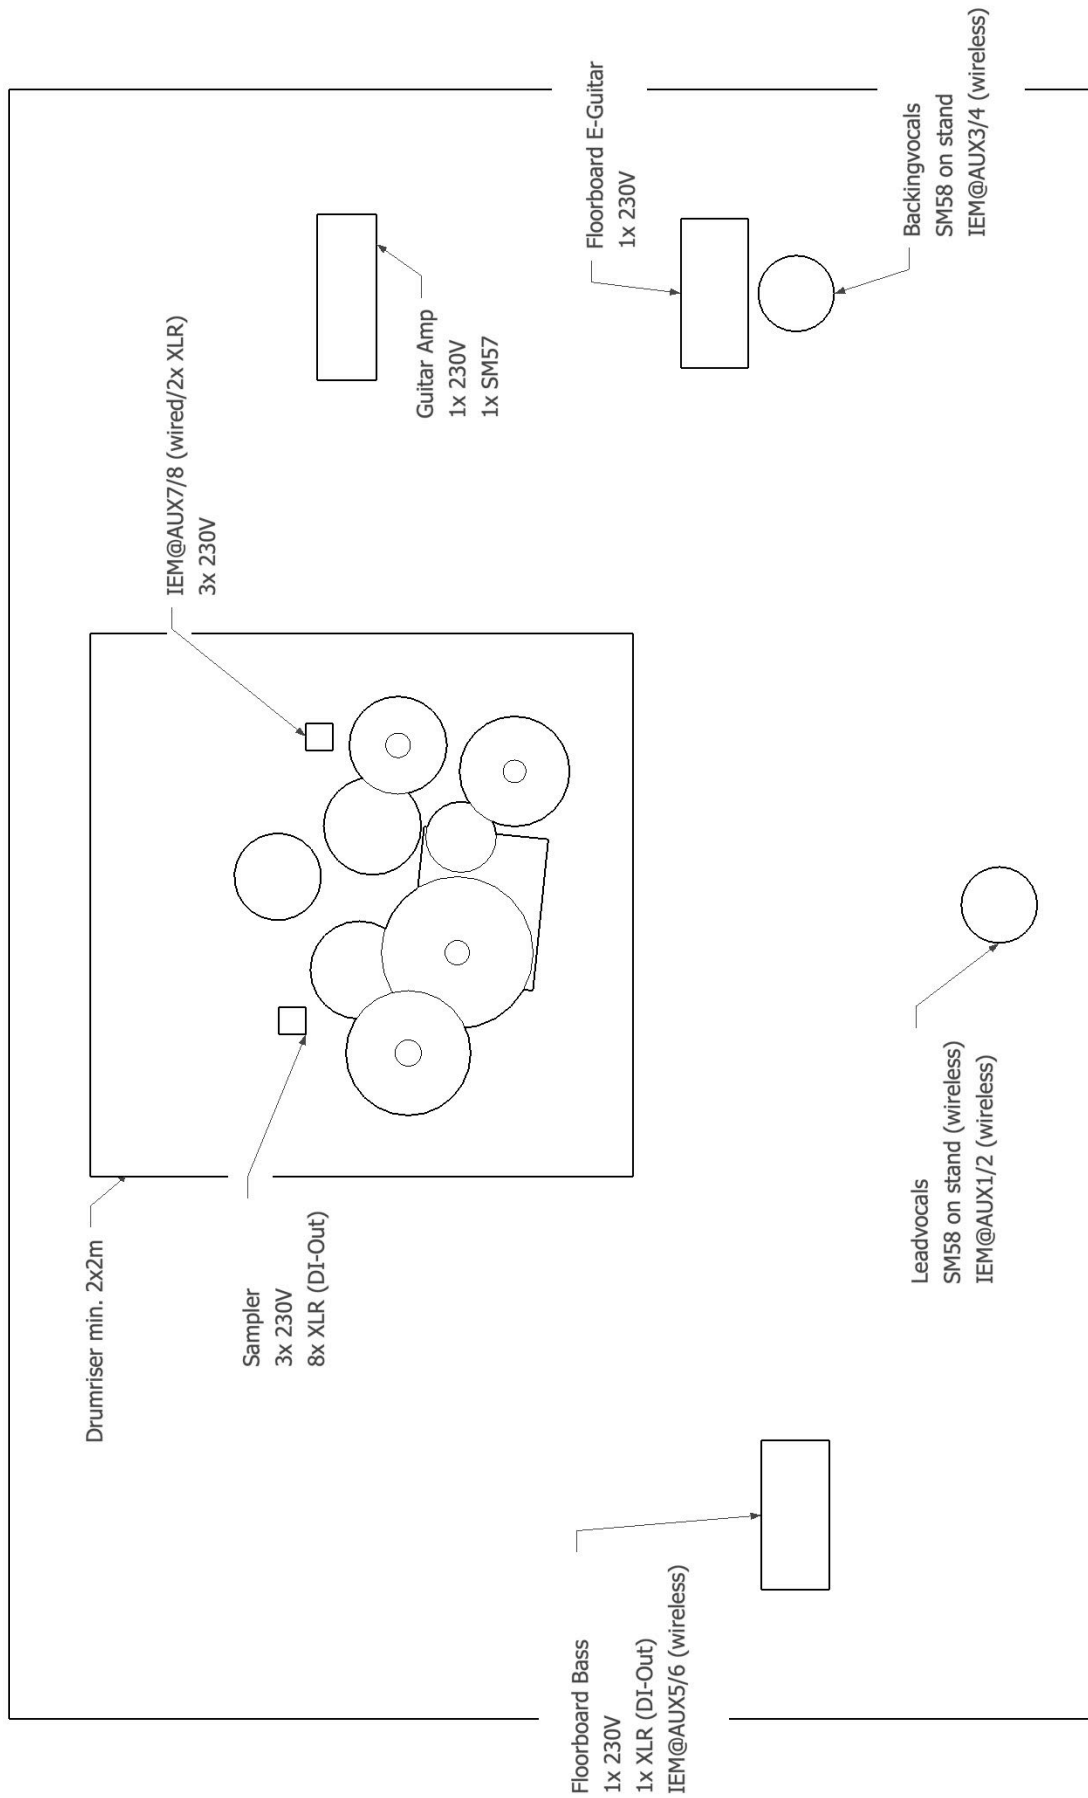 Drumriser min. 2x2m
Sampler
3x 230V
8x XLR (DI-Out)
IEM@AUX7/8 (wired/2x XLR)
3x 230V
Guitar Amp
1x 230V
1x SM57
Floorboard Bass
1x 230V
1x XLR (DI-Out)
IEM@AUX5/6 (wireless)
Floorboard E-Guitar
1x 230V
Leadvocals
SM58 on stand (wireless)
IEM@AUX1/2 (wireless)
Backingvocals
SM58 on stand
IEM@AUX3/4 (wireless)